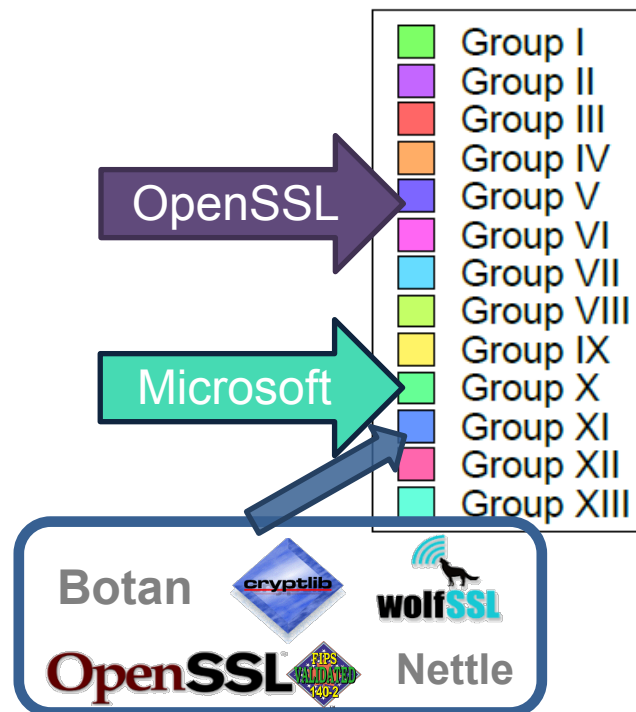 Group I
Group II
Group III
Group IV
OpenSSL
Group V
Group VI
Group VII
Group VIII
Group IX
Microsoft
Group X
Group XI
Group XII
Group XIII
Botan
cryptlib
wolfSSL
OpenSSL
FIPS
VALIDATED
140-2
Nettle